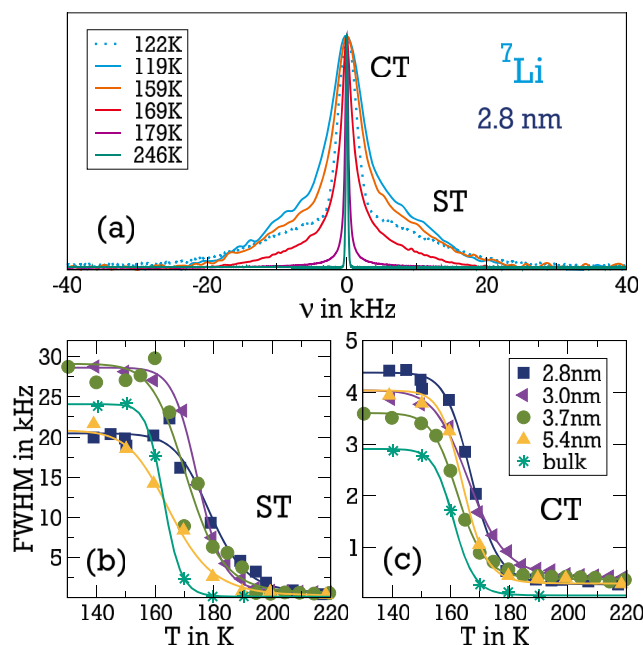 122K
119K
159K
169K
179K
246K
CT
⁷Li
2.8 nm
ST
(a)
-40 -20 0 20 40
ν in kHz
30
25
20
15
10
5
FWHM in kHz
ST
(b)
140 160 180 200 220
T in K
5
4
3
2
1
2.8nm
3.0nm
3.7nm
5.4nm
bulk
CT
(c)
140 160 180 200 220
T in K